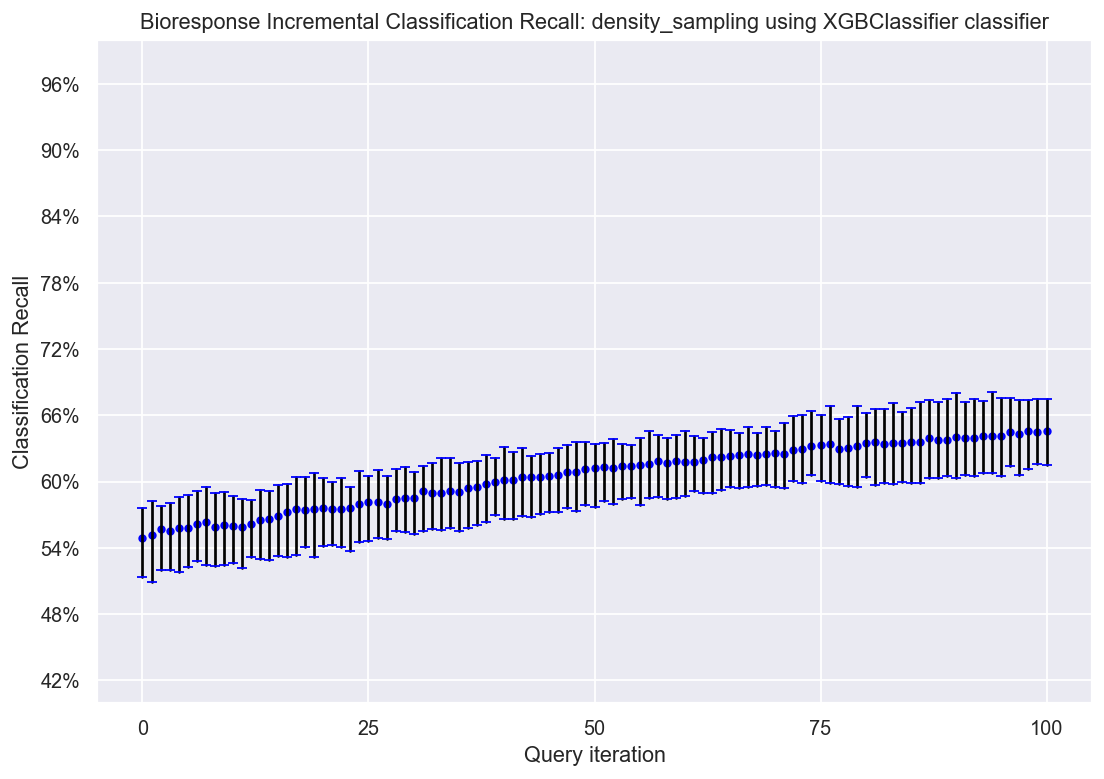 Bioresponse Incremental Classification Recall: density_sampling using XGBClassifier classifier
96%
90%
84%
78%
72%
66%
60%
54%
48%
42%
Classification Recall
0 25 50 75 100
Query iteration